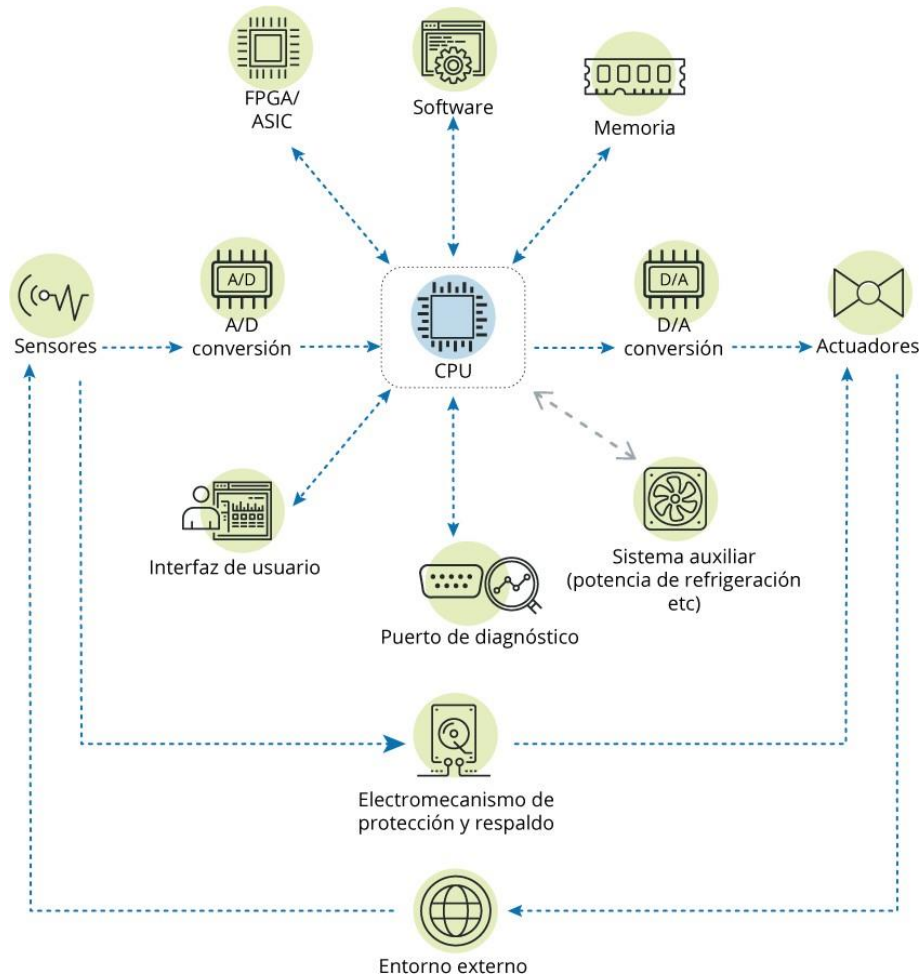 FPGA/
ASIC
Software
Memoria
A/D
D/A
Sensores
A/D
conversión
CPU
D/A
conversión
Actuadores
Interfaz de usuario
Puerto de diagnóstico
Sistema auxiliar
(potencia de refrigeración
etc)
Electromecanismo de
protección y respaldo
Entorno externo